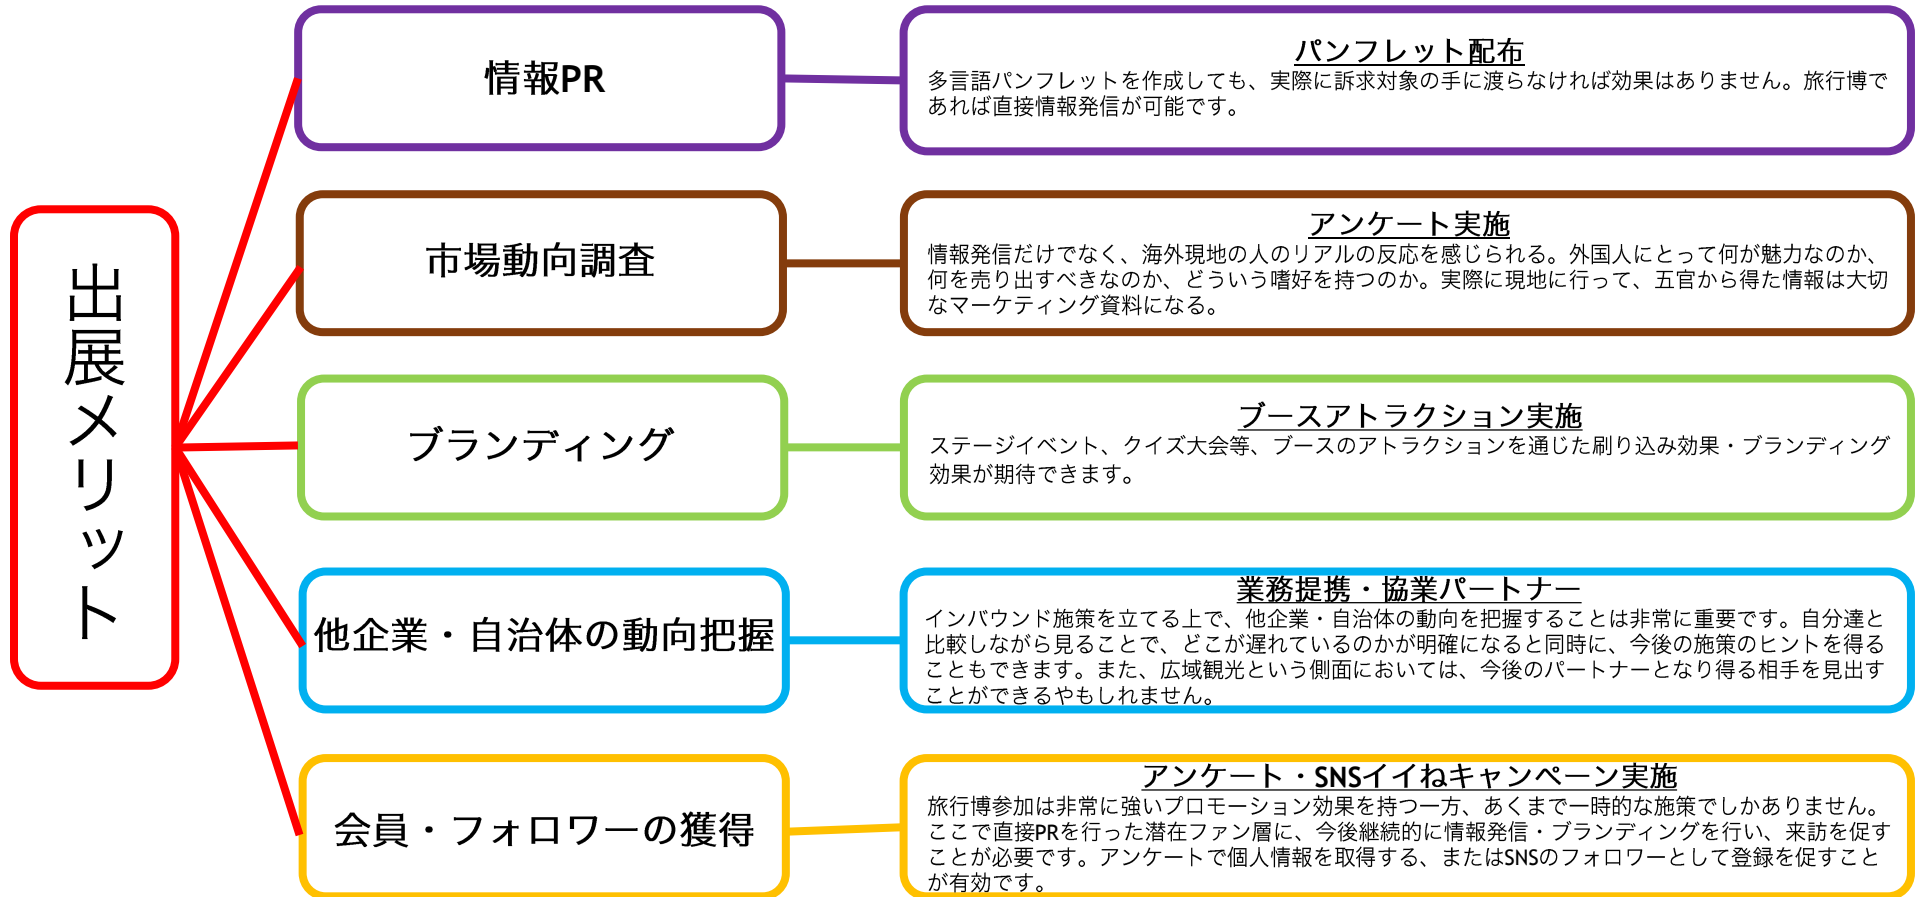 出展メリット
情報PR
パンフレット配布
多言語パンフレットを作成しても、実際に訴求対象の手に渡らなければ効果はありません。旅行博で
あれば直接情報発信が可能です。
市場動向調査
アンケート実施
情報発信だけでなく、海外現地の人のリアルの反応を感じられる。外国人にとって何が魅力なのか、
何を売り出すべきなのか、どういう嗜好を持つのか。実際に現地に行って、五官から得た情報は大切
なマーケティング資料になる。
ブランディング
ブースアトラクション実施
ステージイベント、クイズ大会等、ブースのアトラクションを通じた刷り込み効果・ブランディング
効果が期待できます。
他企業・自治体の動向把握
業務提携・協業パートナー
インバウンド施策を立てる上で、他企業・自治体の動向を把握することは非常に重要です。自分達と
比較しながら見ることで、どこが遅れているのかが明確になると同時に、今後の施策のヒントを得る
こともできます。また、広域観光という側面においては、今後のパートナーとなり得る相手を見出す
ことができるやもしれません。
会員・フォロワーの獲得
アンケート・SNSイイねキャンペーン実施
旅行博参加は非常に強いプロモーション効果を持つ一方、あくまで一時的な施策でしかありません。
ここで直接PRを行った潜在ファン層に、今後継続的に情報発信・ブランディングを行い、来訪を促す
ことが必要です。アンケートで個人情報を取得する、またはSNSのフォロワーとして登録を促すこと
が有効です。